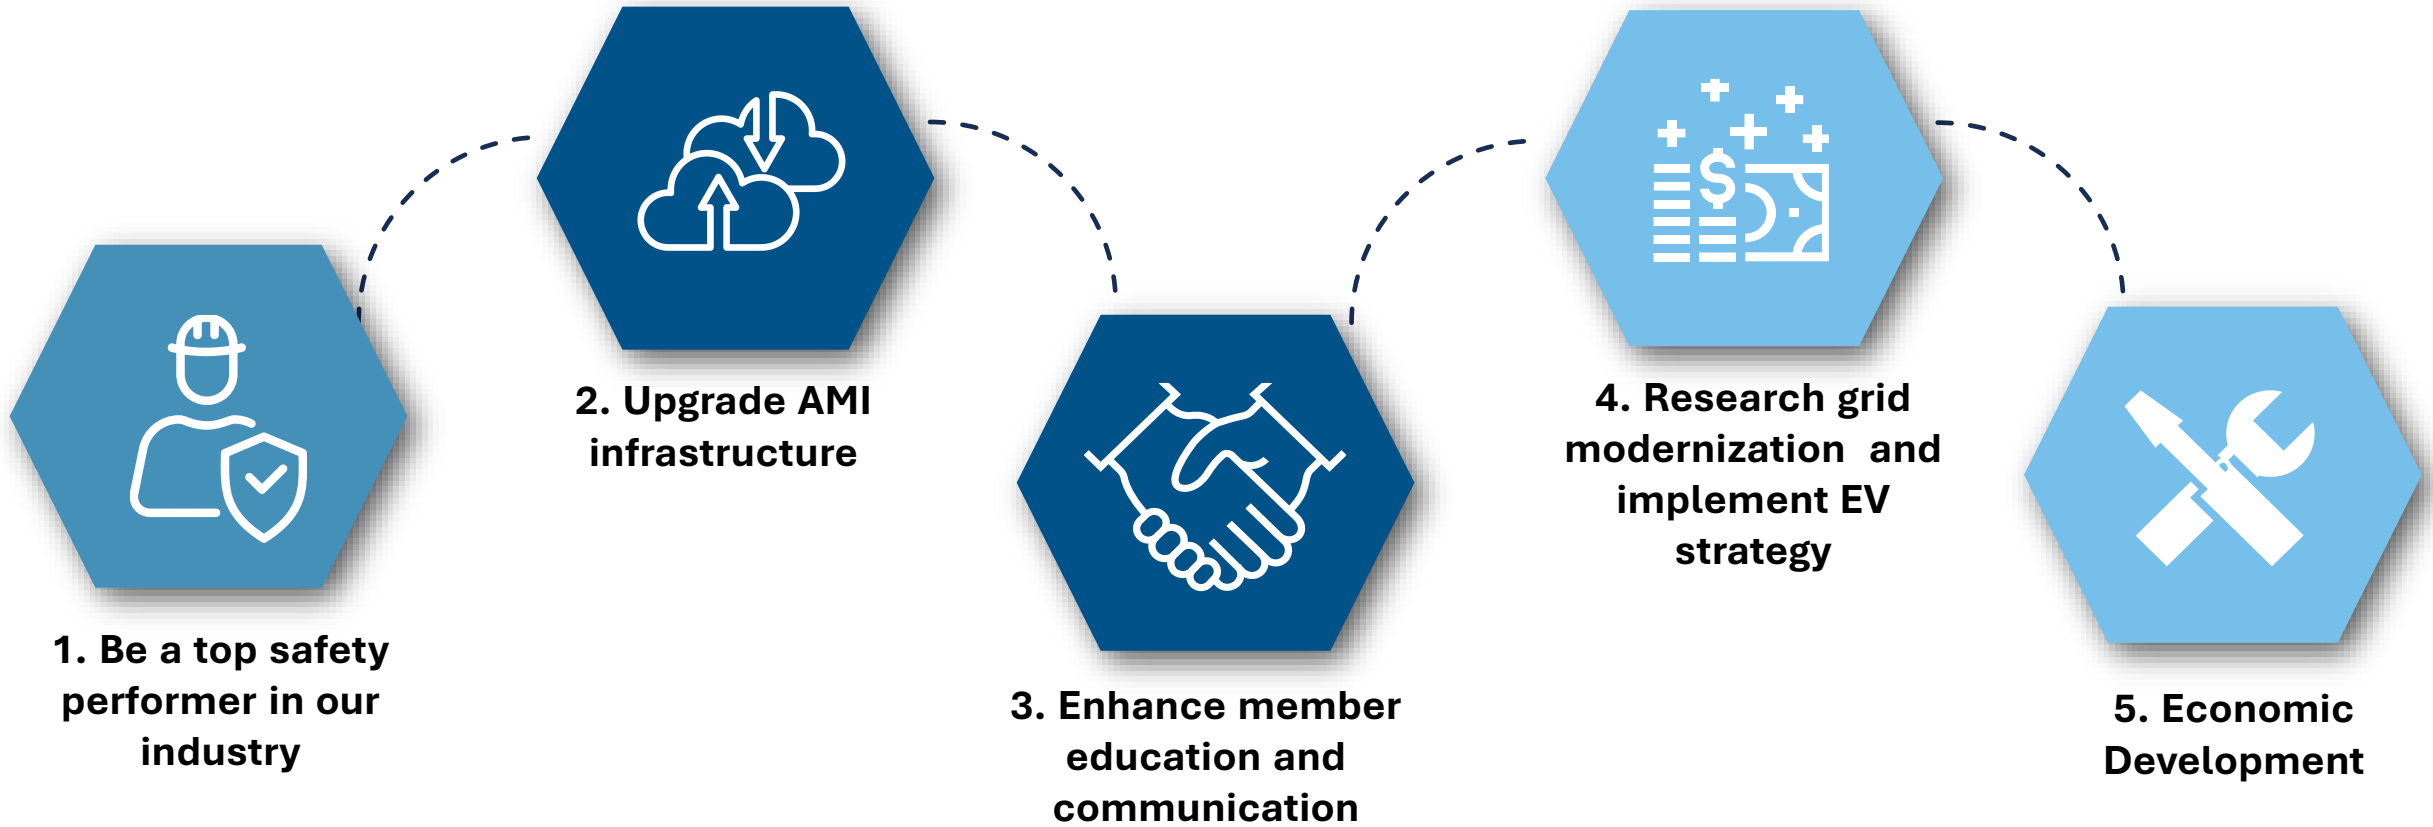 1. Be a top safety
performer in our
industry
2. Upgrade AMI
infrastructure
3. Enhance member
education and
communication
4. Research grid
modernization  and
implement EV
strategy
5. Economic
Development